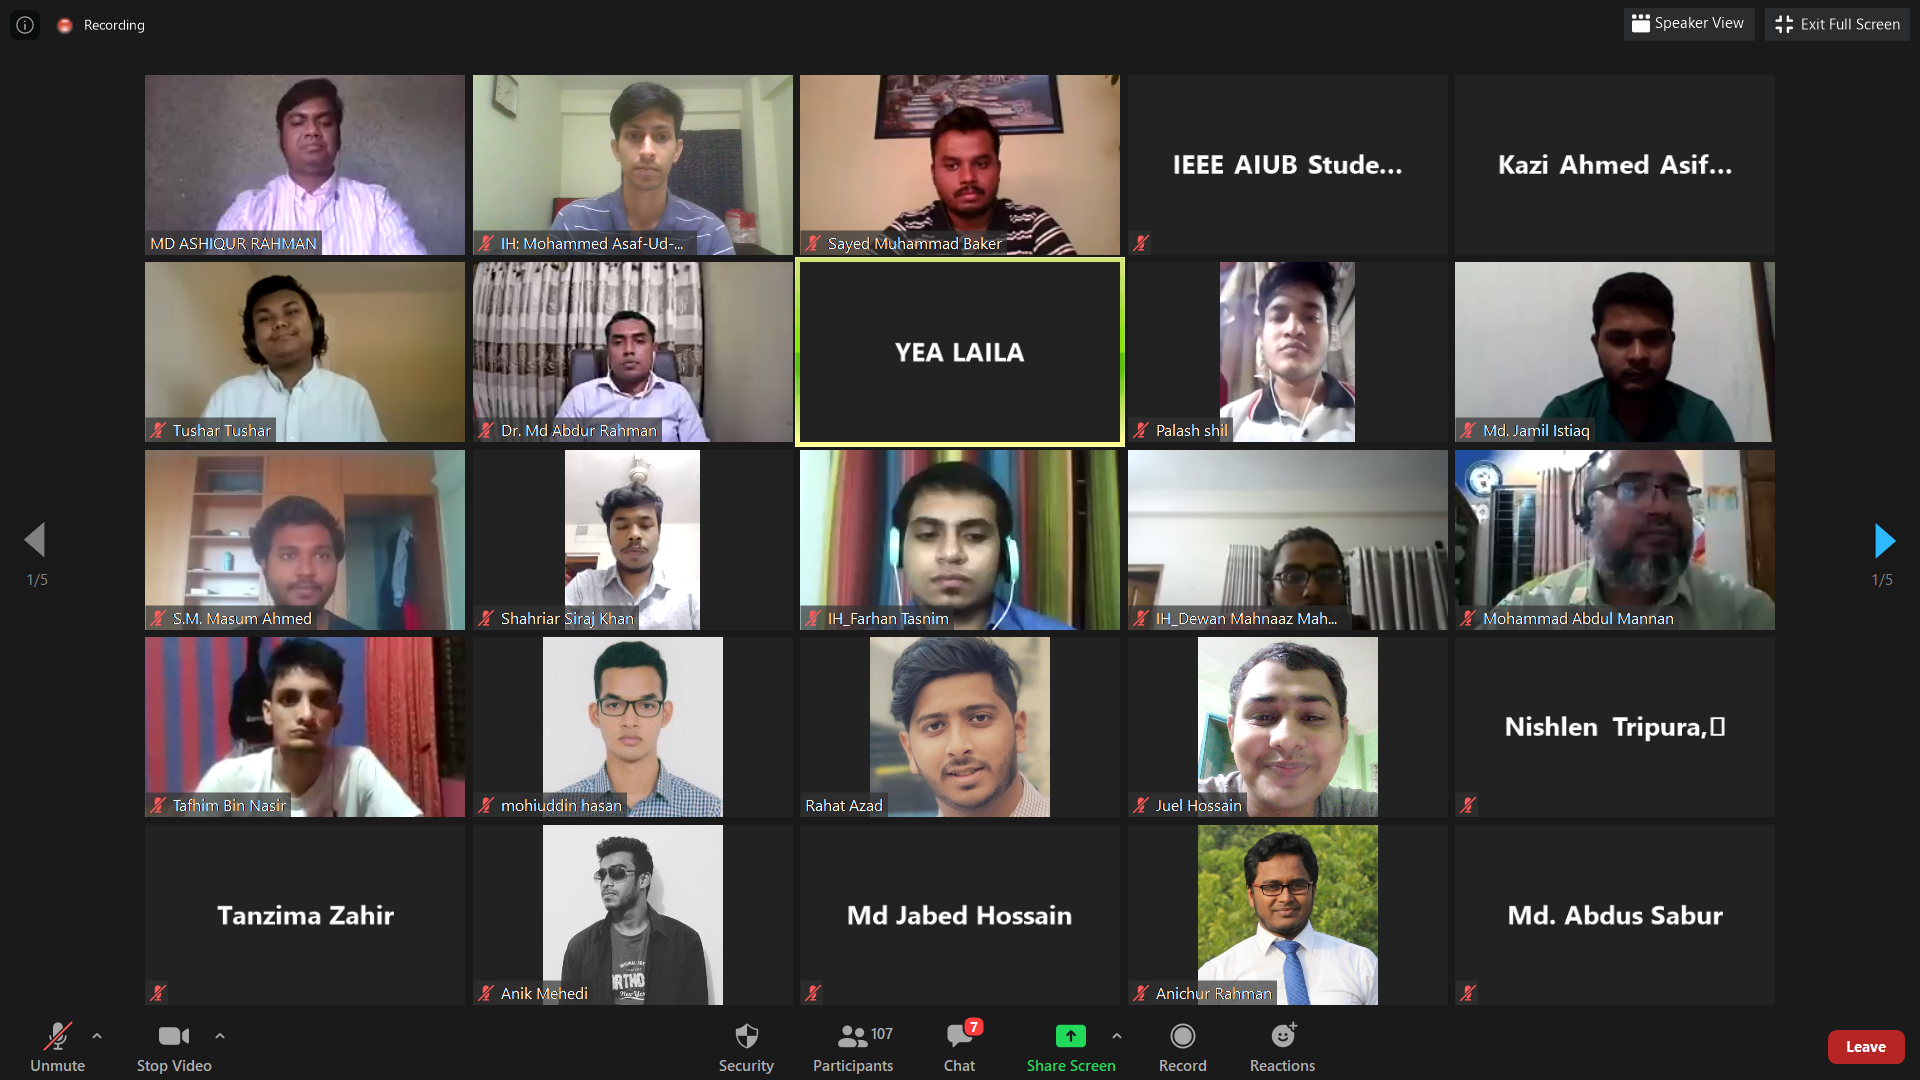 Recording
Speaker View
Exit Full Screen
MD ASHIQUR RAHMAN
IH: Mohammed Asaf-Ud-...
Sayed Muhammad Baker
IEEE AIUB Stude...
Kazi Ahmed Asif...
Tushar Tushar
Dr. Md Abdur Rahman
YEA LAILA
Palash shil
Md. Jamil Istiaq
1/5
1/5
S.M. Masum Ahmed
Shahriar Siraj Khan
IH_Farhan Tasnim
IH_Dewan Mahnaaz Mah...
Mohammad Abdul Mannan
Tafhim Bin Nasir
mohiuddin hasan
Rahat Azad
Juel Hossain
Nishlen Tripura,
Tanzima Zahir
Anik Mehedi
Md Jabed Hossain
Anichur Rahman
Md. Abdus Sabur
Unmute
Stop Video
Security
107
Participants
7
Chat
Share Screen
Record
Reactions
Leave